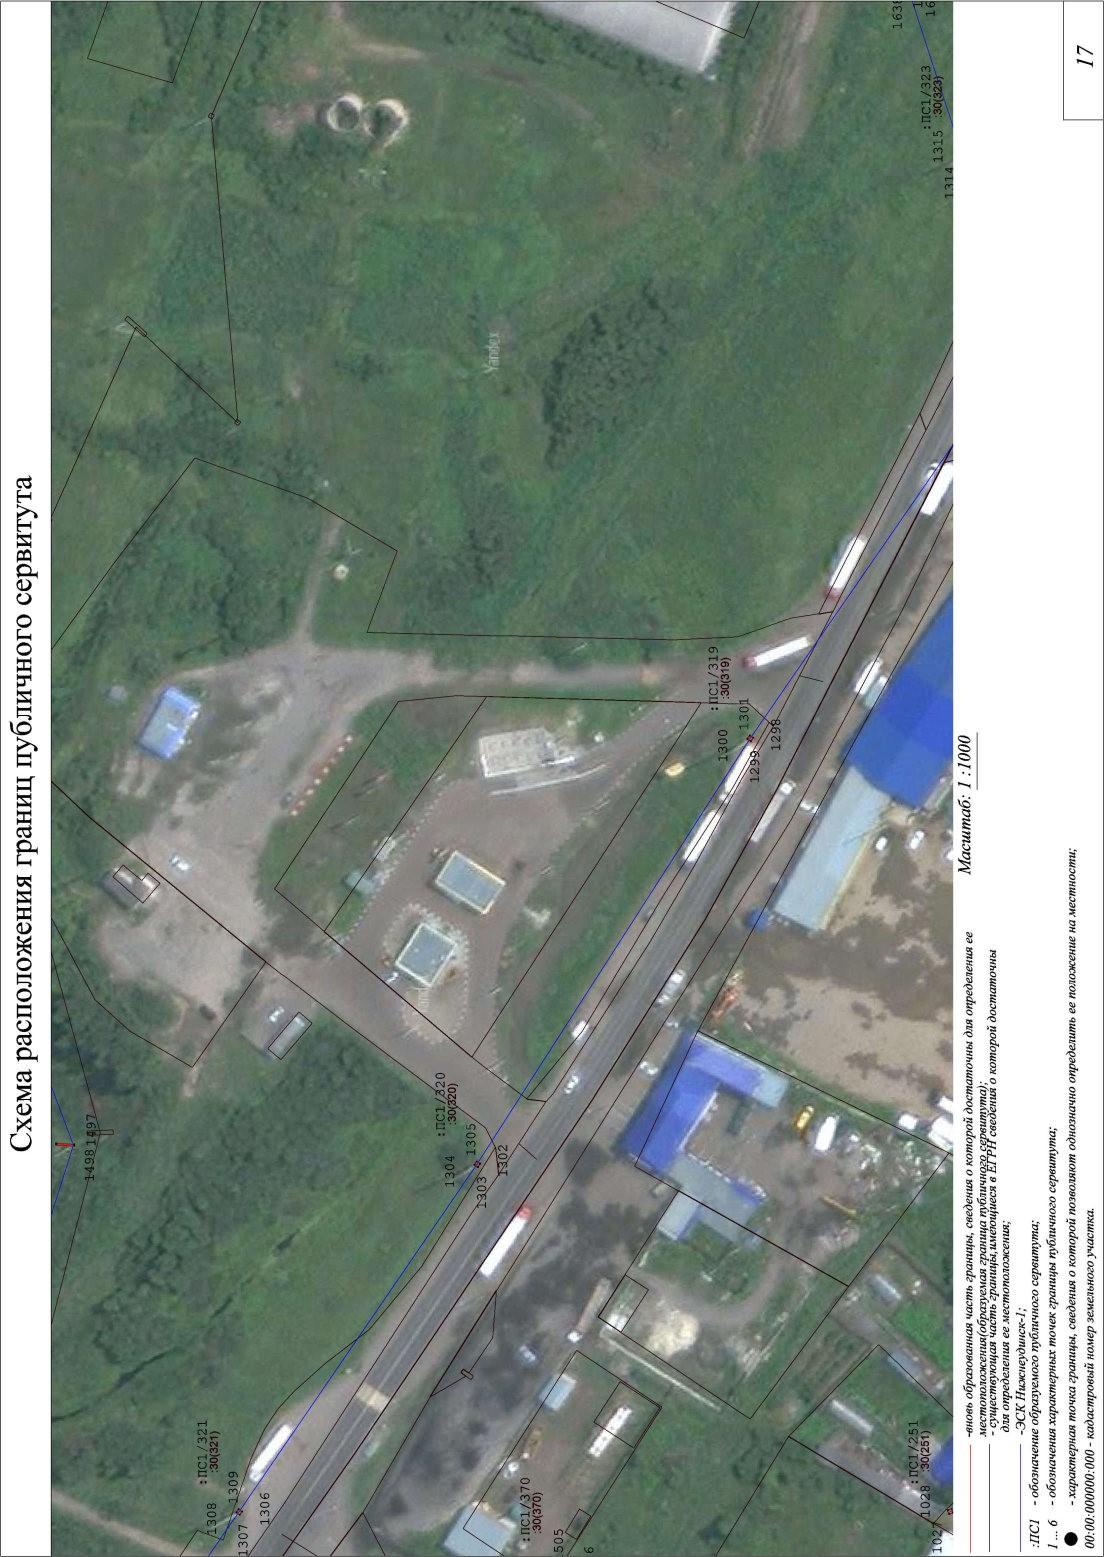 Схема расположения границ публичного сервитута
1498
1497
:ПС1/321
:30(321)
1308
1309
1307
1306
:ПС1/320
:30(320)
1304
1305
1303
1302
:ПС1/319
:30(319)
1300
1301
1299
1298
:ПС1/323
:30(323)
1315
1314
Yandex
:ПС1/370
:30(370)
505
6
:ПС1/251
:30(251)
1028
1027
Масштаб: 1 :1000
-вновь образованная часть границы, сведения о которой достаточны для определения ее
местоположения(образуемая граница публичного сервитута);
- существующая часть границы,имеющиеся в ЕГРН сведения о которой достаточны
для определения ее местоположения;
-ЭСК Нижнеудинск-1;
:ПС1 - обозначение образуемого публичного сервитута;
1 ... 6 - обозначения характерных точек границы публичного сервитута;
- характерная точка границы, сведения о которой позволяют однозначно определить ее положение на местности;
00:00:000000:000 - кадастровый номер земельного участка.
17